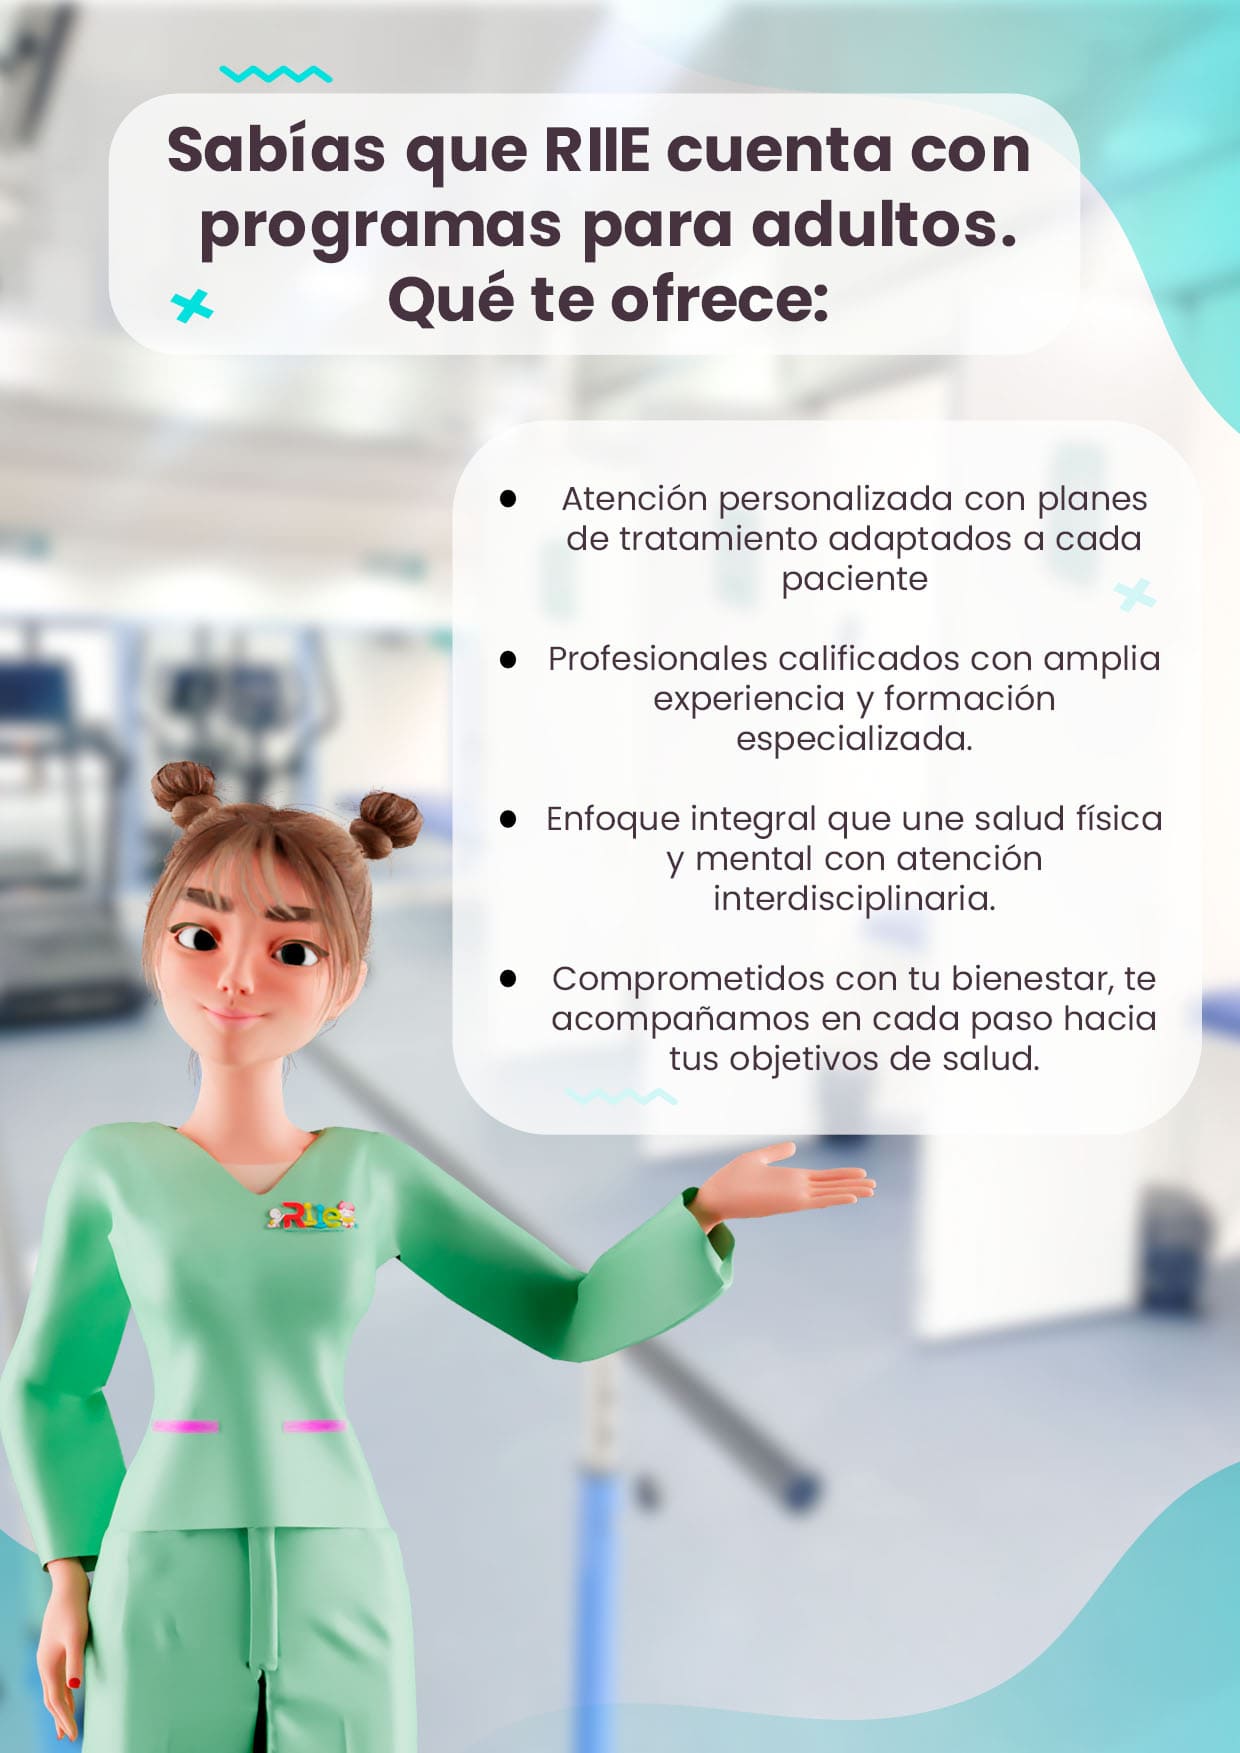 Sabías que RIIE cuenta con
programas para adultos.
Qué te ofrece:
● Atención personalizada con planes
de tratamiento adaptados a cada
paciente
● Profesionales calificados con amplia
experiencia y formación
especializada.
● Enfoque integral que une salud física
y mental con atención
interdisciplinaria.
● Comprometidos con tu bienestar, te
acompañamos en cada paso hacia
tus objetivos de salud.
Riie